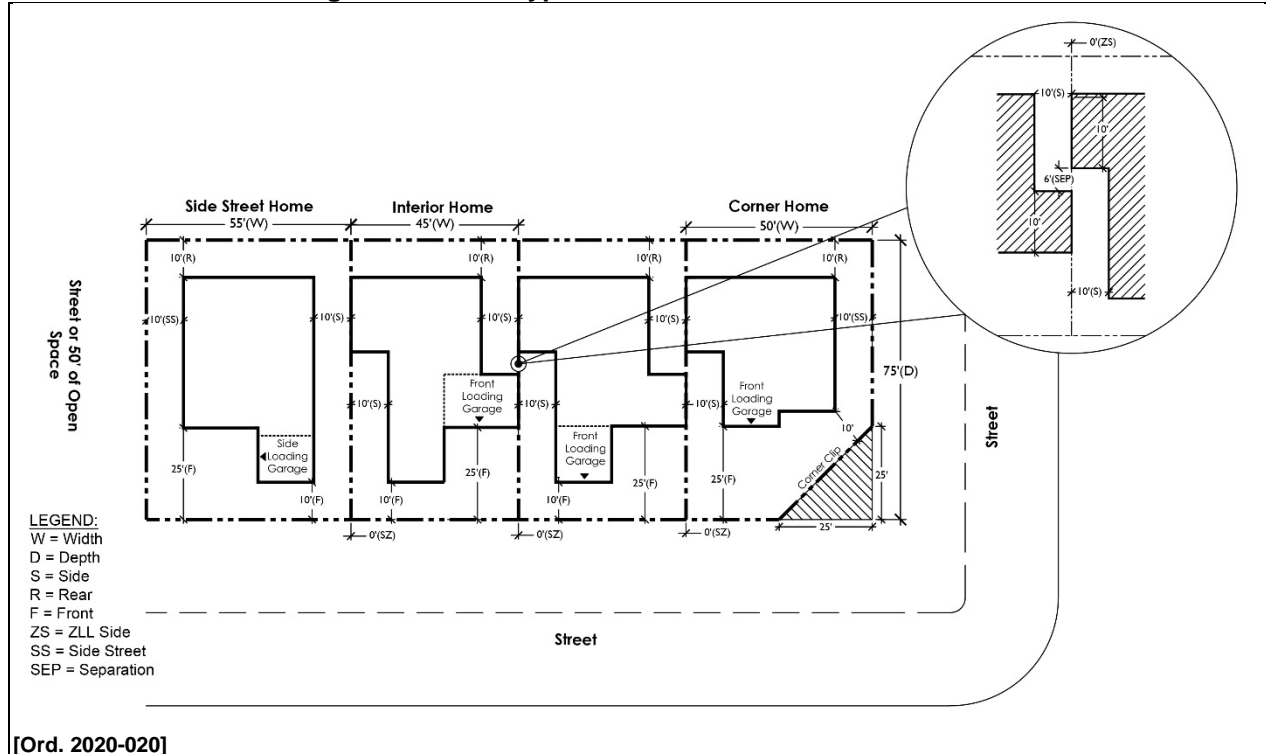 0'(ZS)
10'(S)
10'
6'(SEP)
10'
10'(S)
Side Street Home
Interior Home
Corner Home
55'(W)
45'(W)
50'(W)
10'(R)
10'(R)
10'(R)
10'(R)
Street or 50' of Open
Space
10'(SS)
10'(S)
10'(S)
10'(S)
10'(SS)
75'(D)
Front
Loading
Garage
Front
Loading
Garage
10'(S)
10'(S)
10'(S)
Street
10'
Side
Loading
Garage
Front
Loading
Garage
Corner Clip
25'(F)
25'(F)
25'(F)
25'(F)
25'
10'(F)
10'(F)
10'(F)
25'
0'(SZ)
0'(SZ)
0'(SZ)
LEGEND:
W = Width
D = Depth
S = Side
R = Rear
F = Front
ZS = ZLL Side
SS = Side Street
SEP = Separation
Street
[Ord. 2020-020]